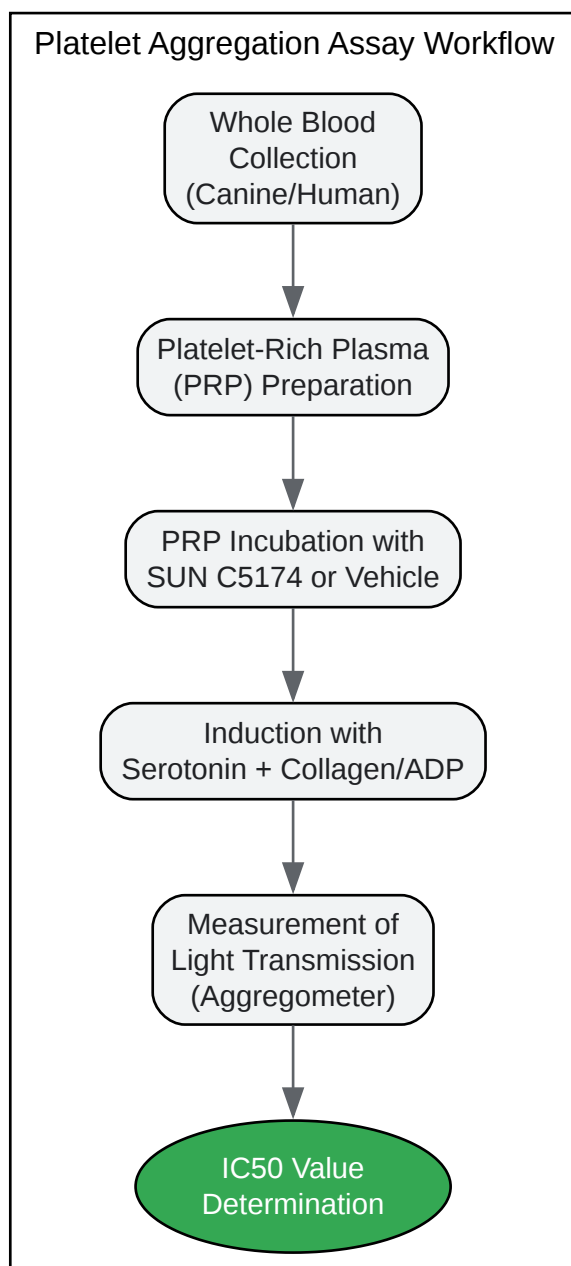 Platelet Aggregation Assay Workflow
Whole Blood
Collection
(Canine/Human)
Platelet-Rich Plasma
(PRP) Preparation
PRP Incubation with
SUN C5174 or Vehicle
Induction with
Serotonin + Collagen/ADP
Measurement of
Light Transmission
(Aggregometer)
IC50 Value
Determination